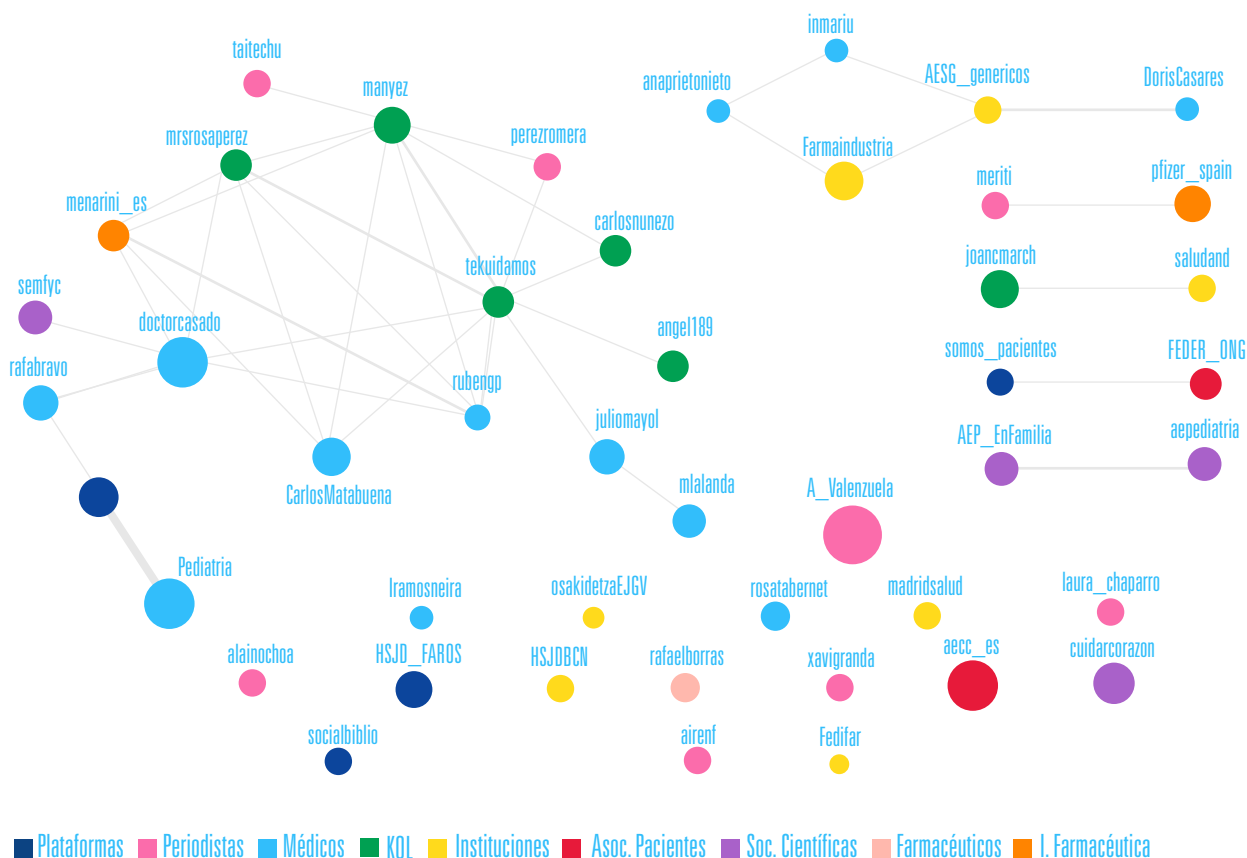 inmariu
taitechu
AESG_genericos
DorisCasares
manyez
anaprietonieto
mrsrosaperez
perezromera
Farmaindustria
pfizer_spain
meriti
menarini_es
carlosnunezo
tekuidamos
joancmarch
saludand
semfyc
doctorcasado
angel189
somos_pacientes
FEDER_ONG
rafabravo
rubengp
juliomayol
AEP_EnFamilia
aepediatria
CarlosMatabuena
mlalanda
A_Valenzuela
Pediatria
lramosneira
osakidetzaEJGV
rosatabernet
madridsalud
laura_chaparro
alainochoa
HSJD_FAROS
HSJDBCN
rafaelborras
xavigranda
aecc_es
cuidarcorazon
socialbiblio
airenf
Fedifar
Plataformas Periodistas Médicos KOL Instituciones Asoc. Pacientes Soc. Científicas Farmacéuticos I. Farmacéutica